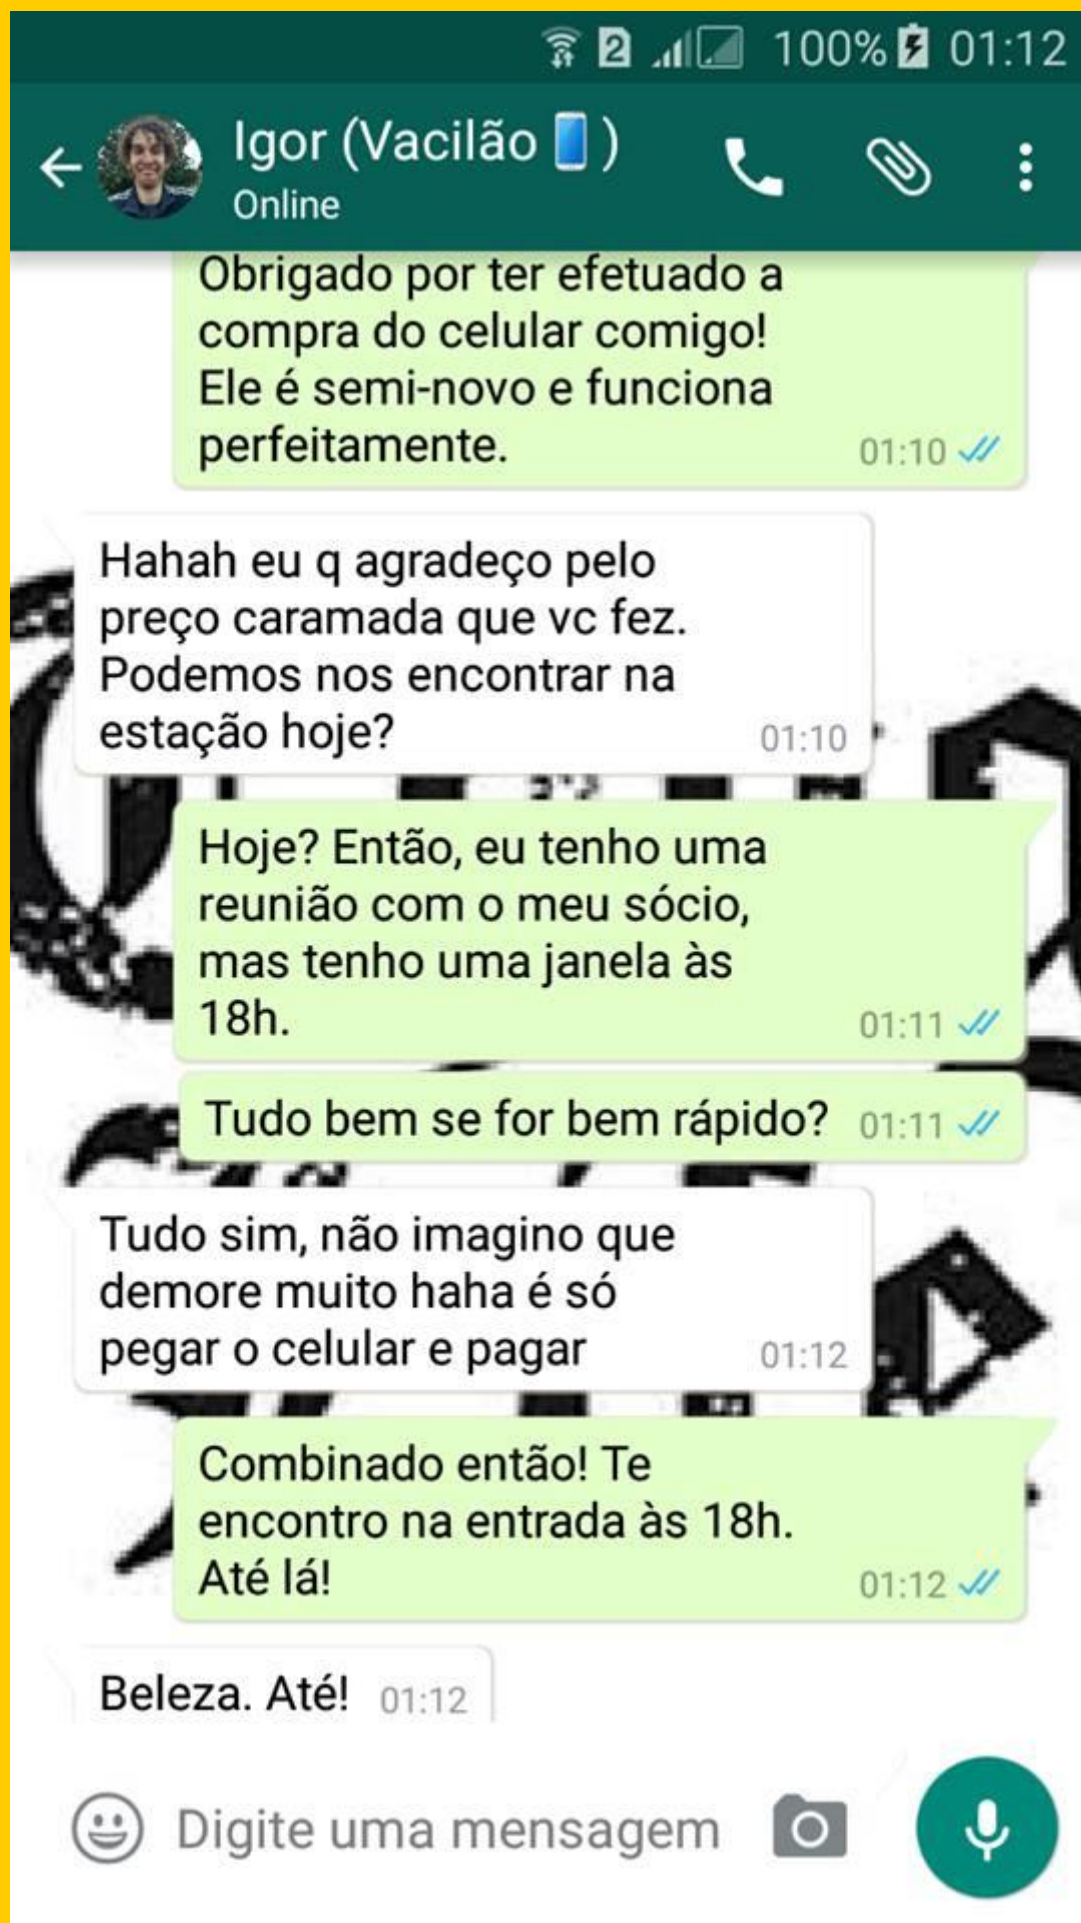 2 100% 01:12
Igor (Vacilão )
Online
Obrigado por ter efetuado a
compra do celular comigo!
Ele é semi-novo e funciona
perfeitamente. 01:10
Hahah eu q agradeço pelo
preço caramada que vc fez.
Podemos nos encontrar na
estação hoje? 01:10
Hoje? Então, eu tenho uma
reunião com o meu sócio,
mas tenho uma janela às
18h. 01:11
Tudo bem se for bem rápido? 01:11
Tudo sim, não imagino que
demore muito haha é só
pegar o celular e pagar 01:12
Combinado então! Te
encontro na entrada às 18h.
Até lá! 01:12
Beleza. Até! 01:12
Digite uma mensagem